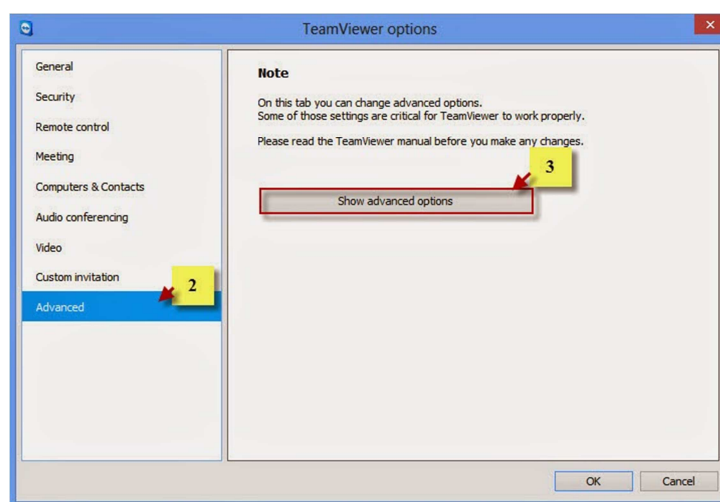 TeamViewer options
General
Security
Remote control
Meeting
Computers & Contacts
Audio conferencing
Video
Custom invitation
2
Advanced
Note
On this tab you can change advanced options.
Some of those settings are critical for TeamViewer to work properly.
Please read the TeamViewer manual before you make any changes.
3
Show advanced options
OK
Cancel